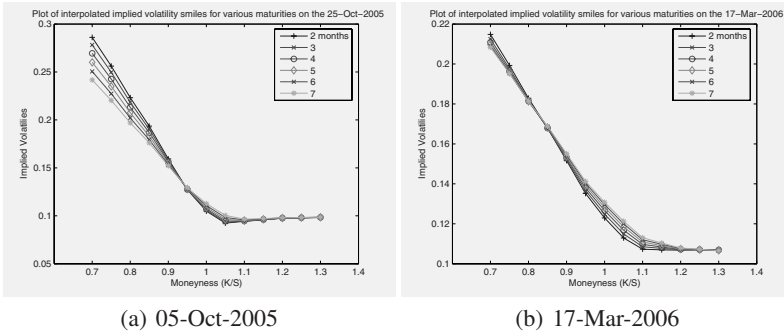 Plot of interpolated implied volatility smiles for various maturities on the 25-Oct-2005
0.3
0.25
0.2
0.15
0.1
0.05
Implied Volatilies
0.7 0.8 0.9 1 1.1 1.2 1.3 1.4
Moneyness (K/S)
2 months
3
4
5
6
7
(a) 05-Oct-2005
Plot of interpolated implied volatility smiles for various maturities on the 17-Mar-2006
0.22
0.2
0.18
0.16
0.14
0.12
0.1
Implied Volatilities
0.7 0.8 0.9 1 1.1 1.2 1.3 1.4
Moneyness (K/S)
2 months
3
4
5
6
7
(b) 17-Mar-2006